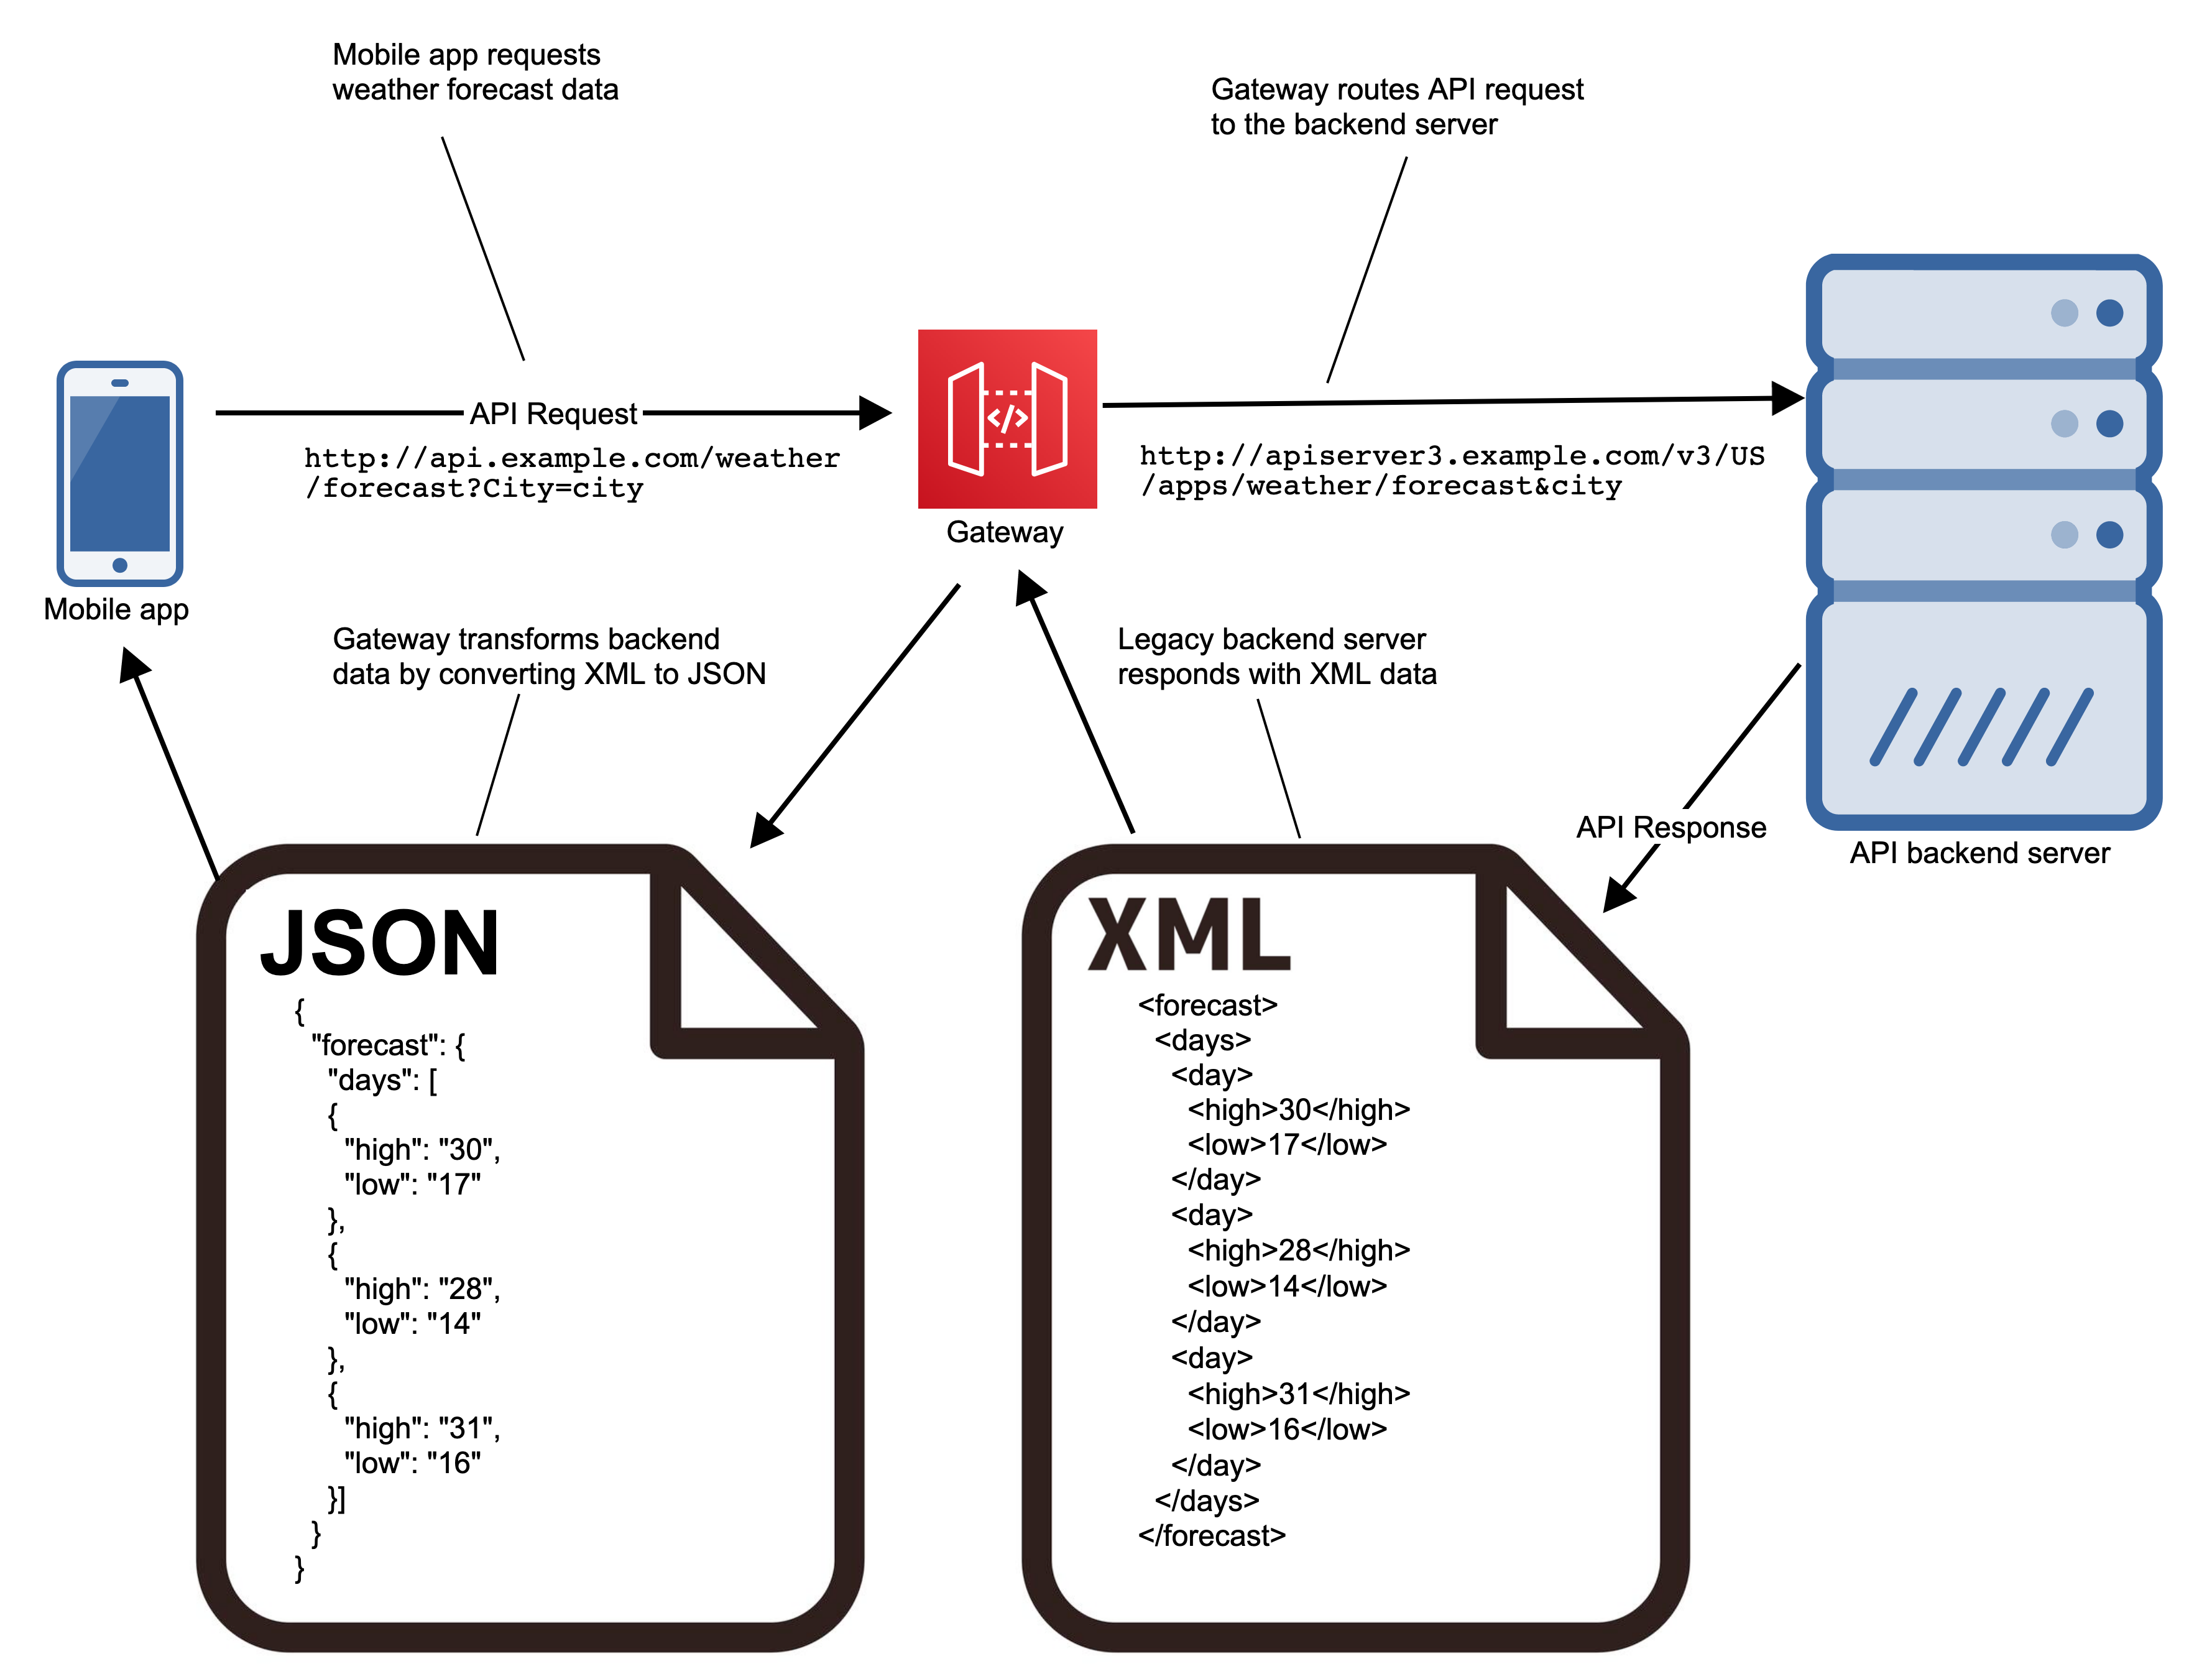 Mobile app requests
weather forecast data
Gateway routes API request
to the backend server
API Request
http://api.example.com/weather
/forecast?City=city
</>
Gateway
http://apiserver3.example.com/v3/US
/apps/weather/forecast&city
Mobile app
Gateway transforms backend
data by converting XML to JSON
Legacy backend server
responds with XML data
API Response
API backend server
JSON
{
"forecast": {
"days": [
{
"high": "30",
"low": "17"
},
{
"high": "28",
"low": "14"
},
{
"high": "31",
"low": "16"
}]
}
}
XML
<forecast>
<days>
<day>
<high>30</high>
<low>17</low>
</day>
<day>
<high>28</high>
<low>14</low>
</day>
<day>
<high>31</high>
<low>16</low>
</day>
</days>
</forecast>